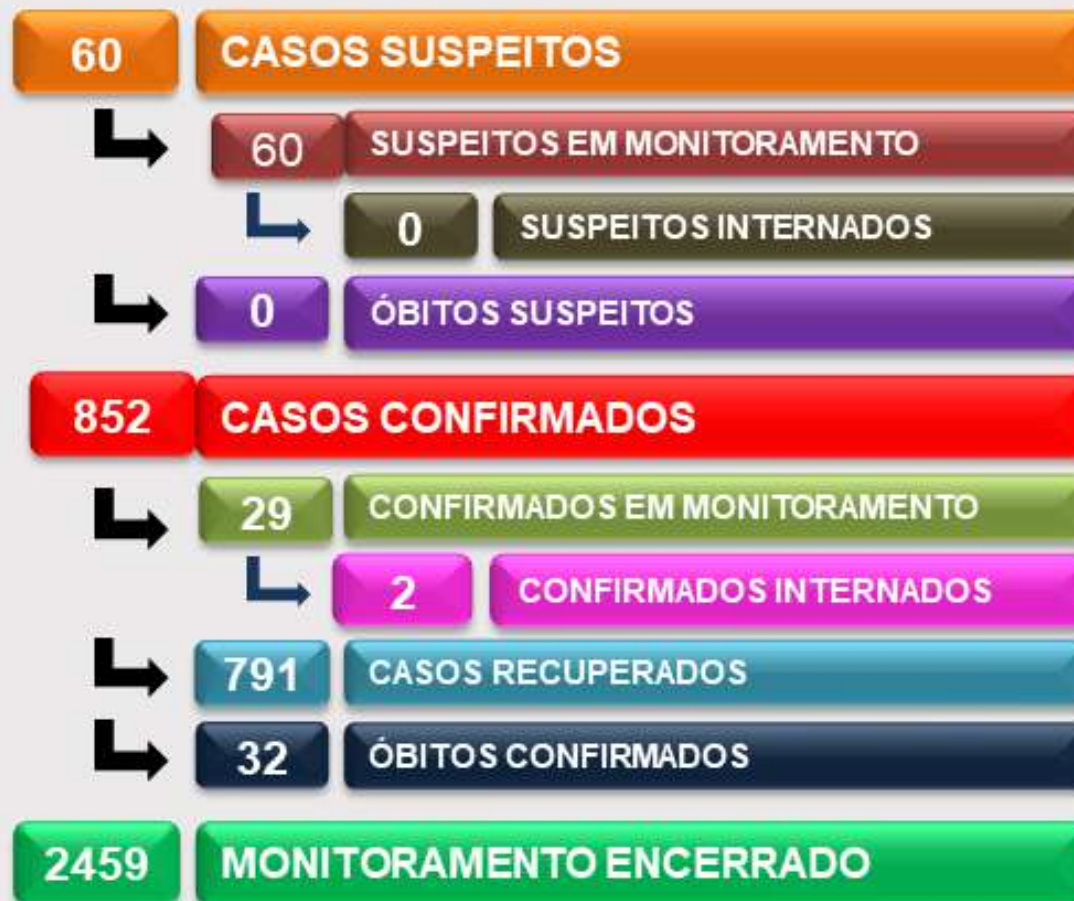 60 CASOS SUSPEITOS
60 SUSPEITOS EM MONITORAMENTO
0 SUSPEITOS INTERNADOS
0 ÓBITOS SUSPEITOS
852 CASOS CONFIRMADOS
29 CONFIRMADOS EM MONITORAMENTO
2 CONFIRMADOS INTERNADOS
791 CASOS RECUPERADOS
32 ÓBITOS CONFIRMADOS
2459 MONITORAMENTO ENCERRADO